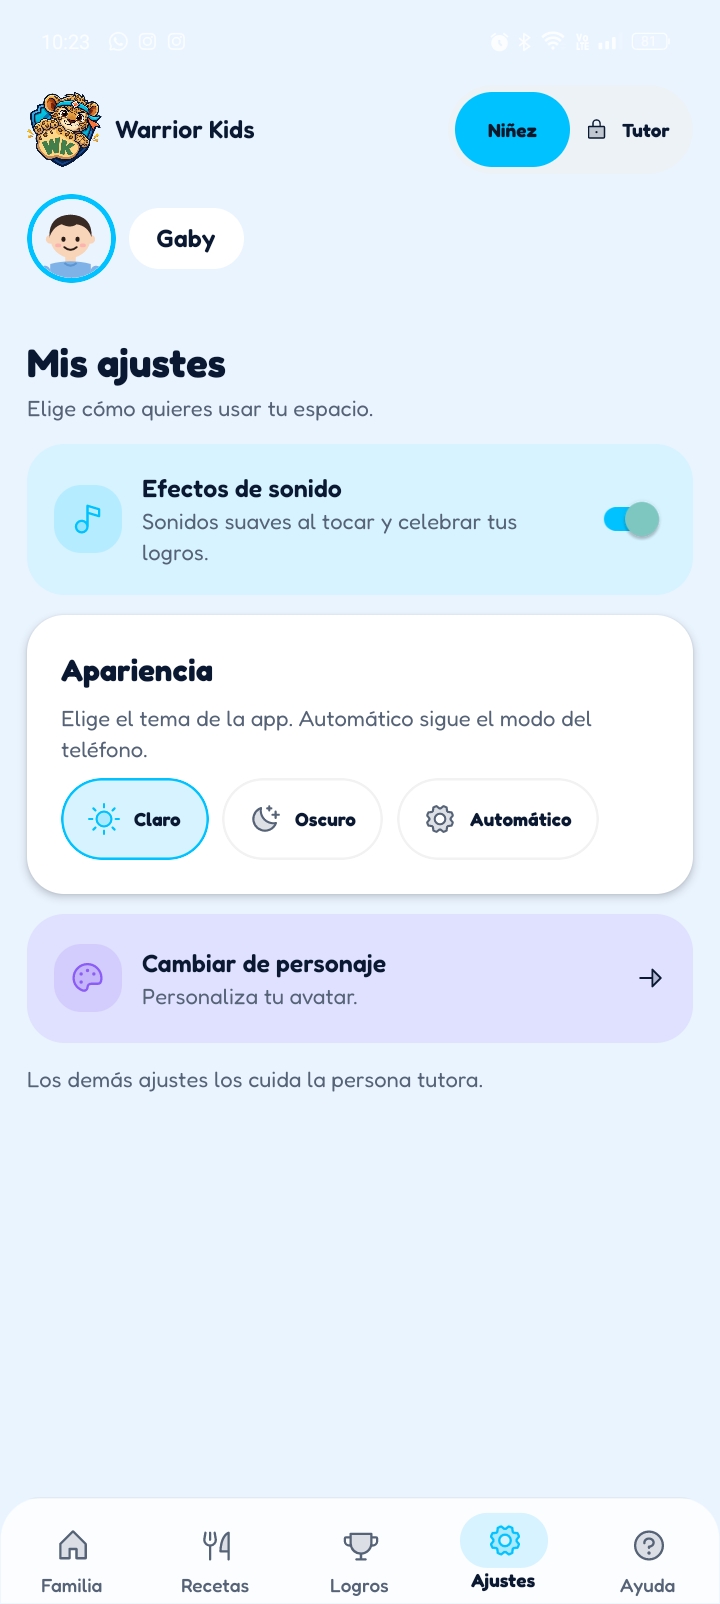 10:23
81
WK
Warrior Kids
Niñez
Tutor
Gaby
Mis ajustes
Elige cómo quieres usar tu espacio.
Efectos de sonido
Sonidos suaves al tocar y celebrar tus
logros.
Apariencia
Elige el tema de la app. Automático sigue el modo del
teléfono.
Claro
Oscuro
Automático
Cambiar de personaje
Personaliza tu avatar.
Los demás ajustes los cuida la persona tutora.
Familia
Recetas
Logros
Ajustes
Ayuda